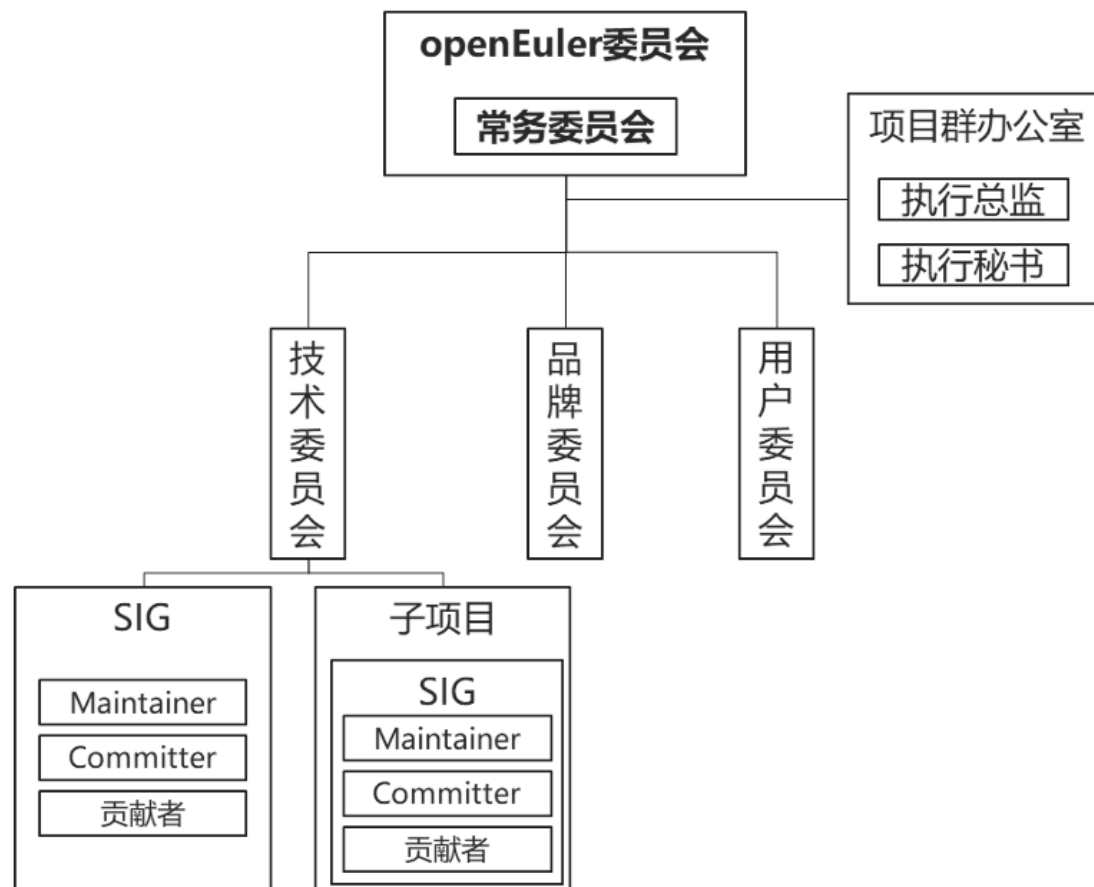 openEuler委员会
常务委员会
项目群办公室
执行总监
执行秘书
技术委员会
品牌委员会
用户委员会
SIG
Maintainer
Committer
贡献者
子项目
SIG
Maintainer
Committer
贡献者